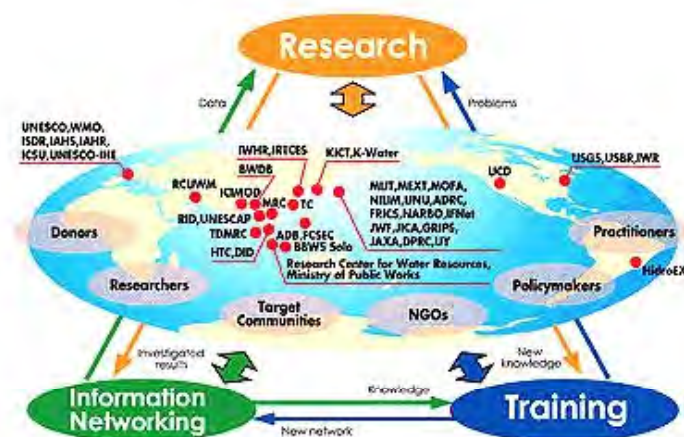 Research
Data
Problems
UNESCO,WMO,
ISDR,IAHS,IAHR,
ICSU,UNESCO-IHE
IWHR,IRTCES
KICT,K-Water
BWDB
RCUWM
ICIMOD
MRC
TC
RID,UNESCAP
TDMRC
HTC,DID
ADB,FCSEC
BBWS Solo
Research Center for Water Resources,
Ministry of Public Works
MLIT,MEXT,MOFA,
NILIM,UNU,ADRC,
FRICS,NARBO,IFNet
JWF,JICA,GRIPS,
JAXA,DPRC,UY
UCD
USGS,USBR,IWR
HidroEX
Donors
Researchers
Target
Communities
NGOs
Policymakers
Practitioners
Investigated
results
New
knowledge
Information
Networking
Knowledge
New network
Training